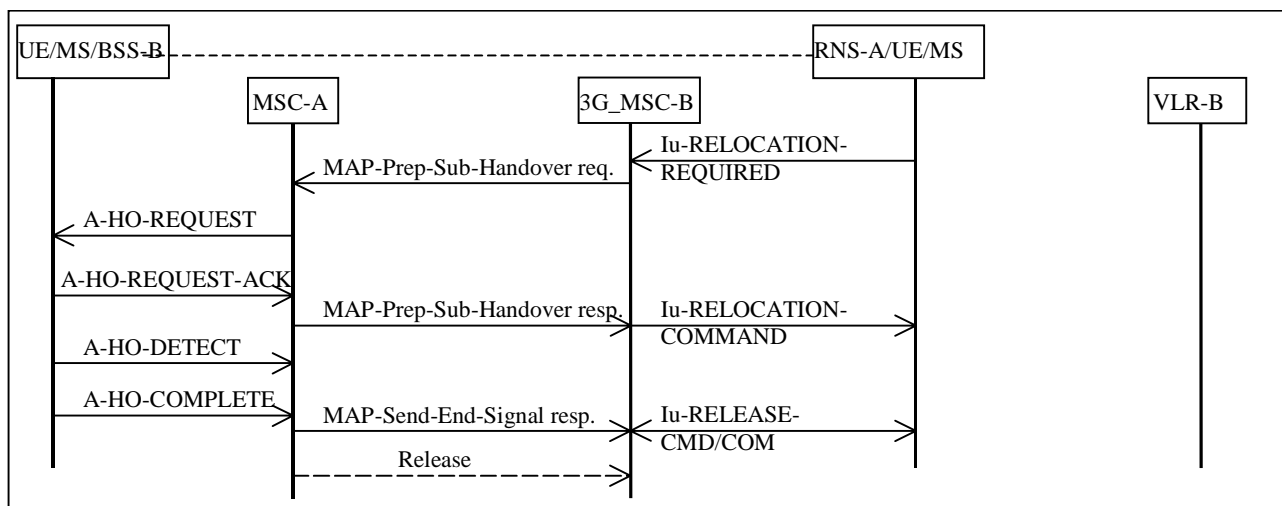 UE/MS/BSS-B
RNS-A/UE/MS
MSC-A
3G_MSC-B
VLR-B
Iu-RELOCATION-
REQUIRED
MAP-Prep-Sub-Handover req.
A-HO-REQUEST
A-HO-REQUEST-ACK
MAP-Prep-Sub-Handover resp.
Iu-RELOCATION-
COMMAND
A-HO-DETECT
A-HO-COMPLETE
MAP-Send-End-Signal resp.
Iu-RELEASE-
CMD/COM
Release